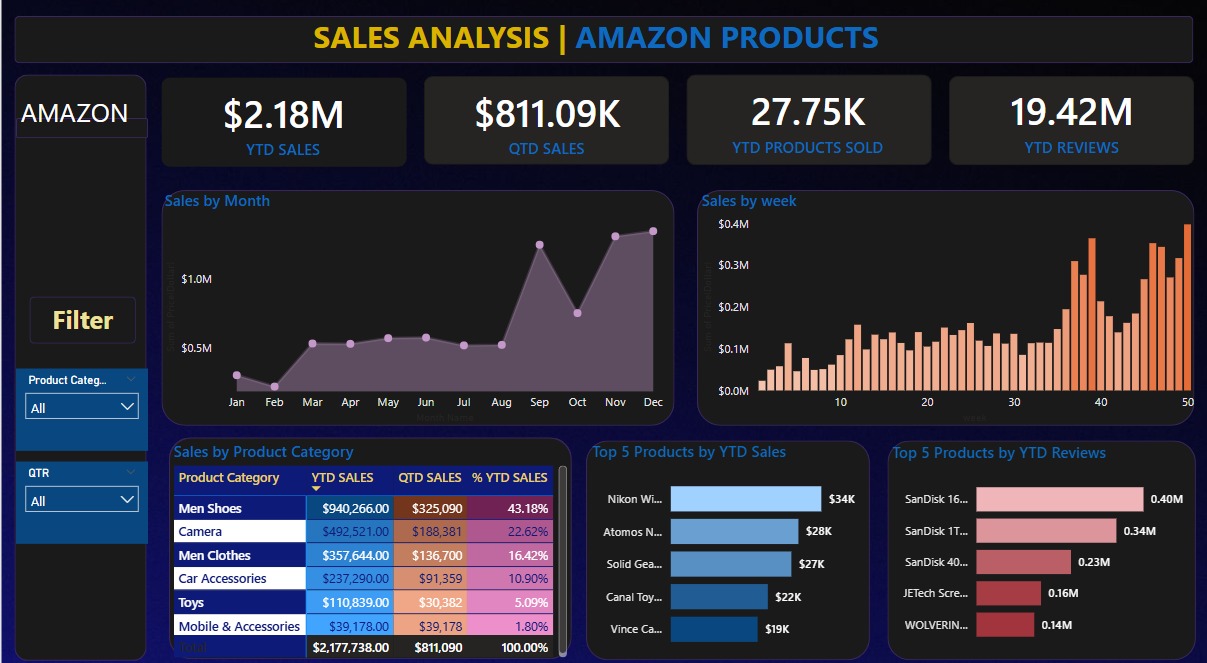 SALES ANALYSIS | AMAZON PRODUCTS
AMAZON
$2.18M
YTD SALES
$811.09K
QTD SALES
27.75K
YTD PRODUCTS SOLD
19.42M
YTD REVIEWS
Filter
Product Categ...
All
QTR
All
Sales by Month
$1.0M
$0.5M
Jan Feb Mar Apr May Jun Jul Aug Sep Oct Nov Dec
Sales by week
$0.4M
$0.3M
$0.2M
$0.1M
$0.0M
10 20 30 40 50
Sales by Product Category
Product Category YTD SALES QTD SALES % YTD SALES
Men Shoes $940,266.00 $325,090 43.18%
Camera $492,521.00 $188,381 22.62%
Men Clothes $357,644.00 $136,700 16.42%
Car Accessories $237,290.00 $91,359 10.90%
Toys $110,839.00 $30,382 5.09%
Mobile & Accessories $39,178.00 $39,178 1.80%
Total $2,177,738.00 $811,090 100.00%
Top 5 Products by YTD Sales
Nikon Wi... $34K
Atomos N... $28K
Solid Gea... $27K
Canal Toy... $22K
Vince Ca... $19K
Top 5 Products by YTD Reviews
SanDisk 16... 0.40M
SanDisk 1T... 0.34M
SanDisk 40... 0.23M
JETech Scre... 0.16M
WOLVERIN... 0.14M